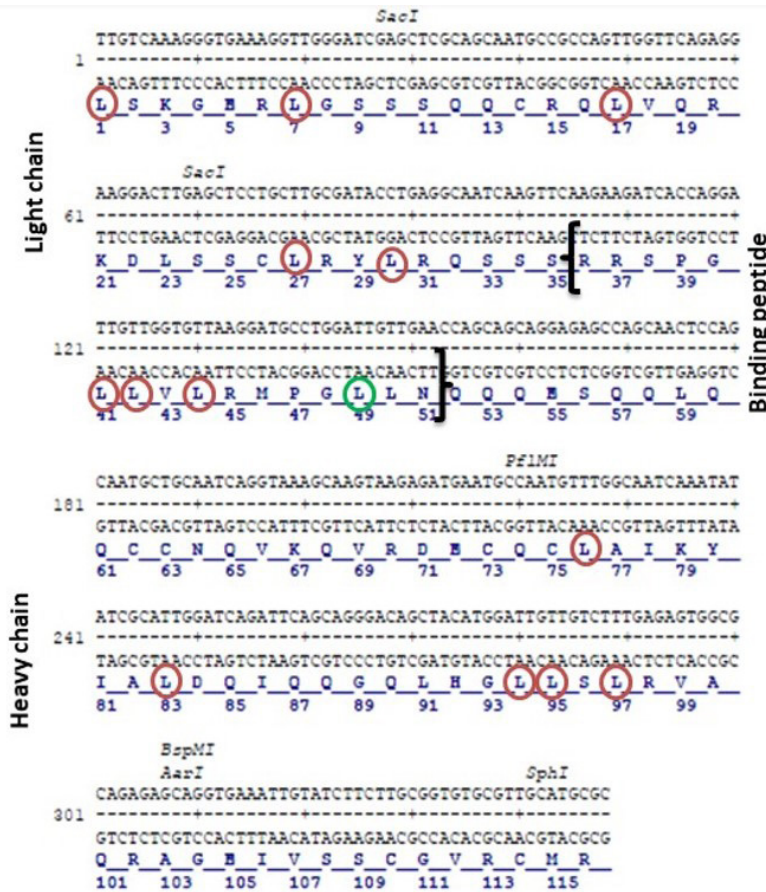 SacI
TTGTCAAAGGGTGAAAGGTTGGGATCGAGCTCGCAGCAATGCCGCCAGTTGGTTCAGAGG
1 ---------+---------+---------+---------+---------+---------+
AACAGTTTCCCACTTTCCAACCCTAGCTCGAGCGTCGTTACGGCGGTCAACCAAGTCTCC
L S K G E R L G S S S Q Q C R Q L V Q R
1 3 5 7 9 11 13 15 17 19
Light chain
SacI
AAGGACTTGAGCTCCTGCTTGCGATACCTGAGGCAATCAAGTTCAAGAAGATCACCAGGA
61 ---------+---------+---------+---------+---------+---------+
TTCCTGAACTCGAGGACGAACGCTATGGACTCCGTTAGTTCAAGTTCTTCTAGTGGTCCT
K D L S S C L R Y L R Q S S S R R S P G
21 23 25 27 29 31 33 35 37 39
Binding peptide
TTGTTGGTGTTAAGGATGCCTGGATTGTTGAACCAGCAGCAGGAGAGCCAGCAACTCCAG
121 ---------+---------+---------+---------+---------+---------+
AACAACCACAATTCCTACGGACCTAACAACTTGGTCGTCGTCCTCTCGGTCGTTGAGGTC
L L V L R M P G L L N Q Q Q E S Q Q L Q
41 43 45 47 49 51 53 55 57 59
PflMI
CAATGCTGCAATCAGGTAAAGCAAGTAAGAGATGAATGCCAATGTTTGGCAATCAAATAT
181 ---------+---------+---------+---------+---------+---------+
GTTACGACGTTAGTCCATTTCGTTCATTCTCTACTTACGGTTACAAACCGTTAGTTTATA
Q C C N Q V K Q V R D E C Q C L A I K Y
61 63 65 67 69 71 73 75 77 79
Heavy chain
ATCGCATTGGATCAGATTCAGCAGGGACAGCTACATGGATTGTTGTCTTTGAGAGTGGCG
241 ---------+---------+---------+---------+---------+---------+
TAGCGTAACCTAGTCTAAGTCGTCCCTGTCGATGTACCTAACAACAGAAACTCTCACCGC
I A L D Q I Q Q G Q L H G L L S L R V A
81 83 85 87 89 91 93 95 97 99
BspMI
AarI SphI
CAGAGAGCAGGTGAAATTGTATCTTCTTGCGGTGTGCGTTGCATGCGC
301 ---------+---------+---------+---------+--------
GTCTCTCGTCCACTTTAACATAGAAGAACGCCACACGCAACGTACGCG
Q R A G E I V S S C G V R C M R
101 103 105 107 109 111 113 115